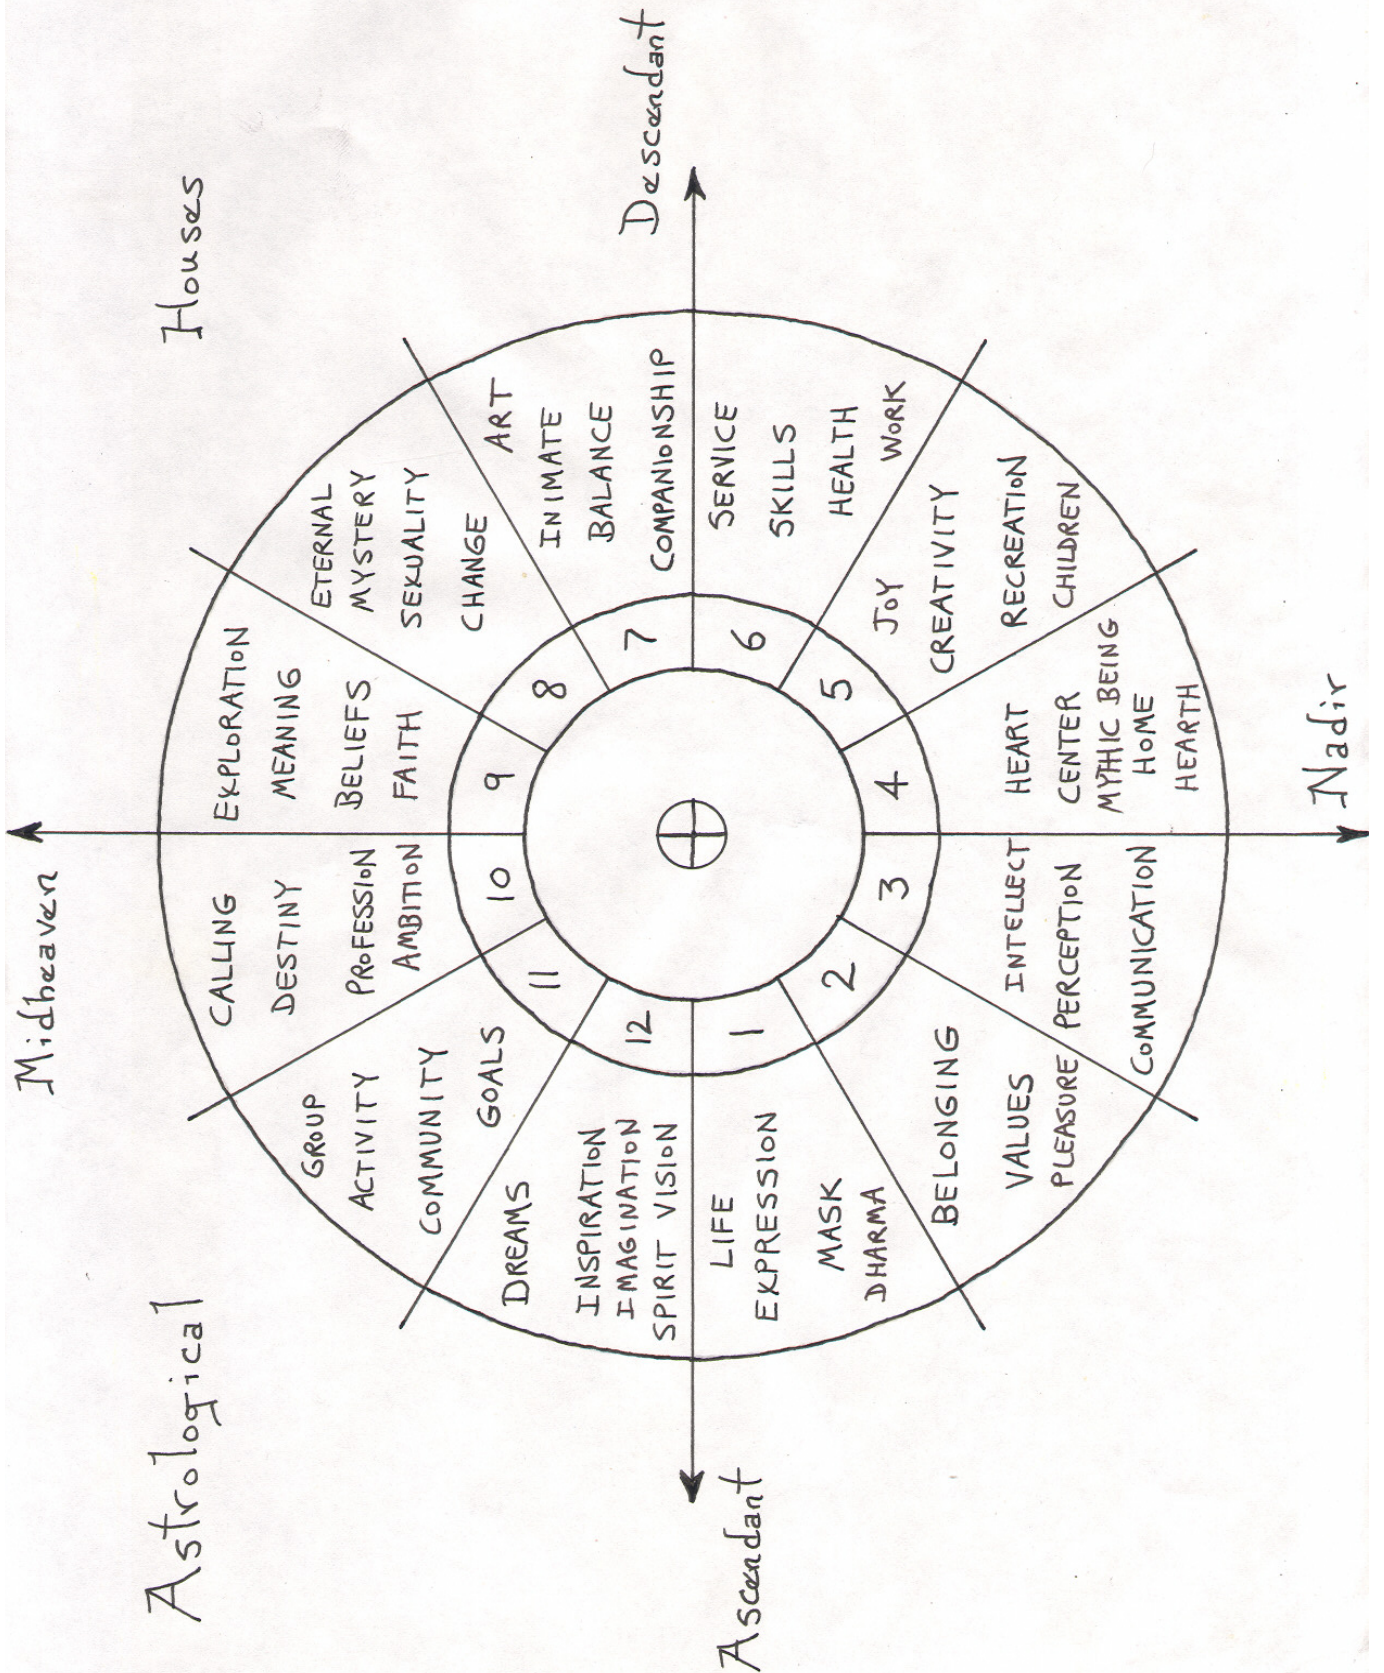 Astrological Houses
Midheaven
Descendant
Nadir
Ascendant
1
LIFE
EXPRESSION
MASK
DHARMA
2
BELONGING
VALUES
PLEASURE
3
INTELLECT
PERCEPTION
COMMUNICATION
4
HEART
CENTER
MYTHIC BEING
HOME
HEARTH
5
JOY
CREATIVITY
RECREATION
CHILDREN
6
SERVICE
SKILLS
HEALTH
WORK
7
ART
INIMATE
BALANCE
COMPANIONSHIP
8
ETERNAL
MYSTERY
SEXUALITY
CHANGE
9
EXPLORATION
MEANING
BELIEFS
FAITH
10
CALLING
DESTINY
PROFESSION
AMBITION
11
GROUP
ACTIVITY
COMMUNITY
GOALS
12
DREAMS
INSPIRATION
IMAGINATION
SPIRIT VISION